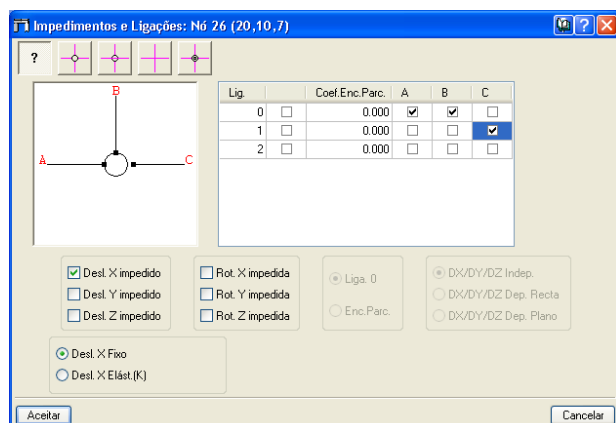 Impedimentos e Ligações: Nó 26 (20,10,7)
?
B
A
C
Lig. Coef.Enc.Parc. A B C
0 0.000
1 0.000
2 0.000
Desl. X impedido
Desl. Y impedido
Desl. Z impedido
Rot. X impedida
Rot. Y impedida
Rot. Z impedida
Liga. 0
Enc.Parc.
DX/DY/DZ Indep.
DX/DY/DZ Dep. Recta
DX/DY/DZ Dep. Plano
Desl. X Fixo
Desl. X Elást.(K)
Aceitar
Cancelar